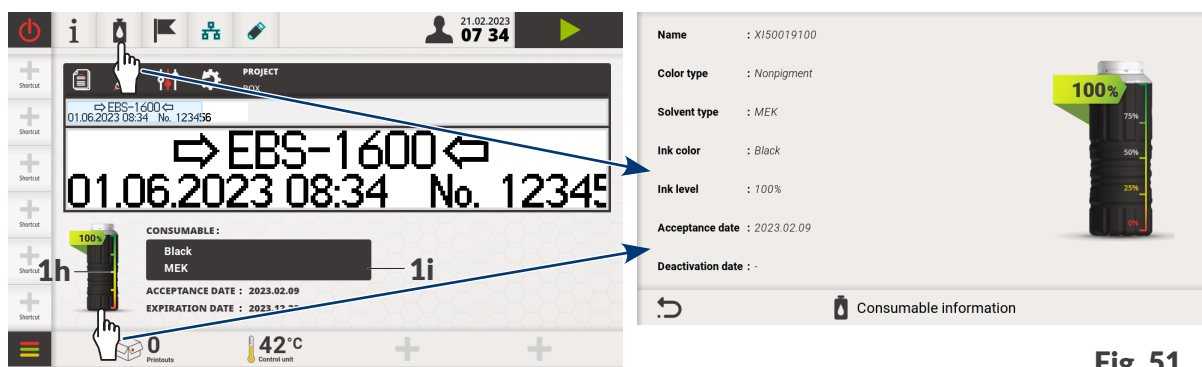 i
21.02.2023
07 34
Shortcut
PROJECT
BOX
Shortcut
⇨EBS-1600⇦
01.06.2023 08:34 No. 123456
⇨EBS-1600⇦
01.06.2023 08:34 No. 12345
Shortcut
Shortcut
100%
CONSUMABLE:
Black
MEK
Shortcut
1h
1i
ACCEPTANCE DATE : 2023.02.09
EXPIRATION DATE : 2023.12.
Shortcut
0
Printouts
42°C
Control unit
Name : XI50019100
Color type : Nonpigment
Solvent type : MEK
Ink color : Black
Ink level : 100%
Acceptance date : 2023.02.09
Deactivation date : -
100%
75%
50%
25%
0%
Consumable information
Fig. 51